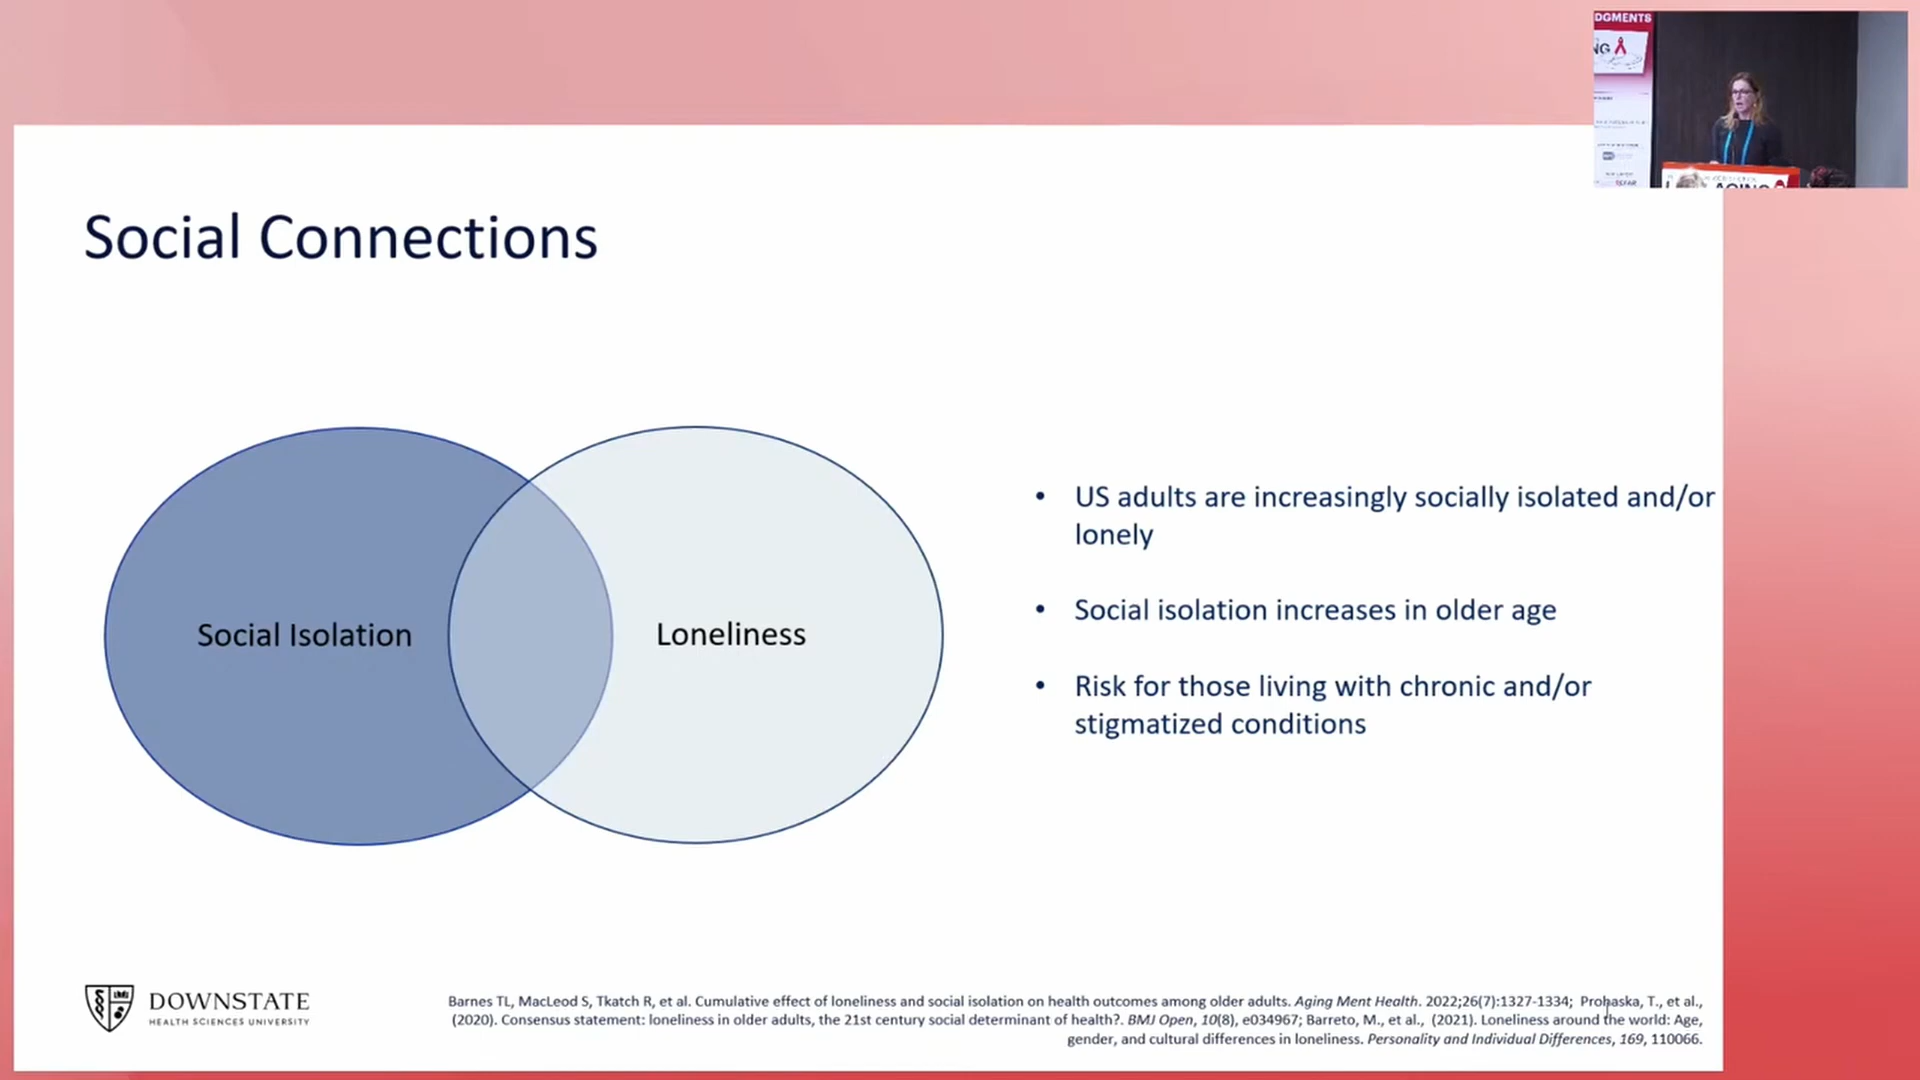 DGMENTS
NG
AGING
Social Connections
Social Isolation
Loneliness
• US adults are increasingly socially isolated and/or
lonely
• Social isolation increases in older age
• Risk for those living with chronic and/or
stigmatized conditions
DOWNSTATE
HEALTH SCIENCES UNIVERSITY
Barnes TL, MacLeod S, Tkatch R, et al. Cumulative effect of loneliness and social isolation on health outcomes among older adults. Aging Ment Health. 2022;26(7):1327-1334; Prohaska, T., et al.,
(2020). Consensus statement: loneliness in older adults, the 21st century social determinant of health?. BMJ Open, 10(8), e034967; Barreto, M., et al., (2021). Loneliness around the world: Age,
gender, and cultural differences in loneliness. Personality and Individual Differences, 169, 110066.